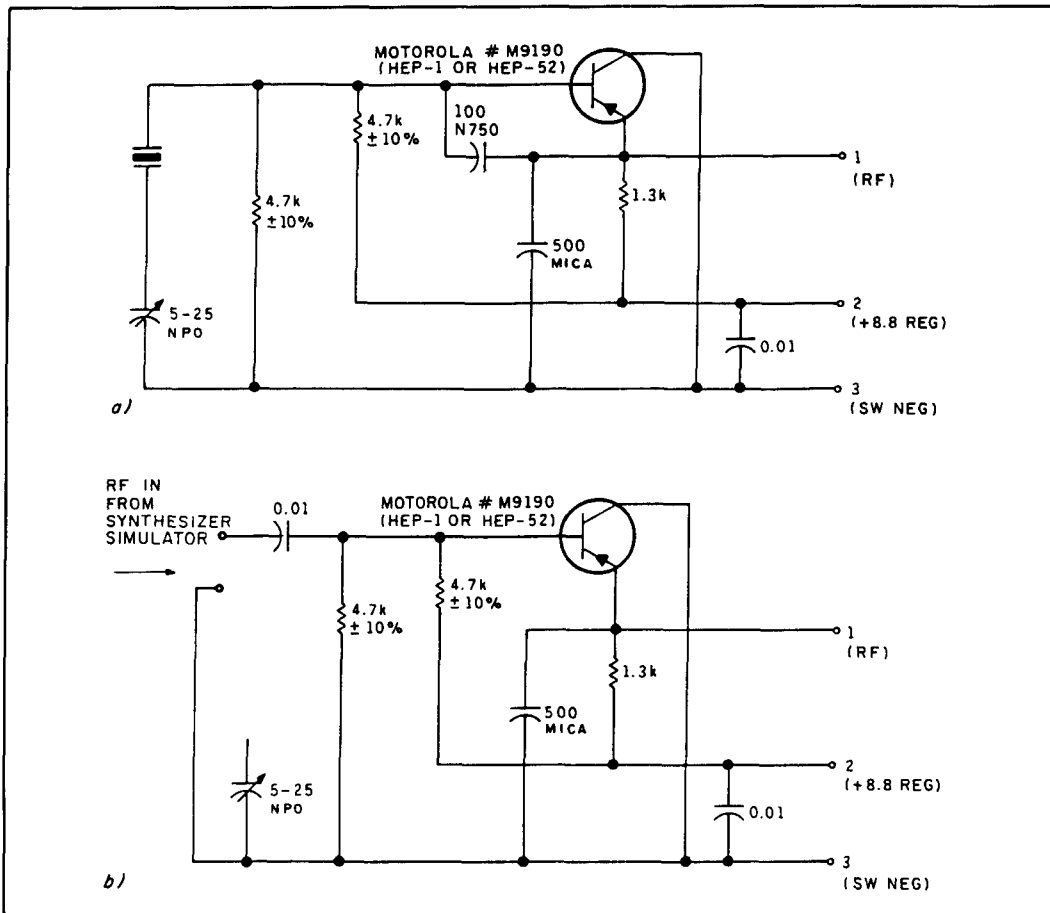 MOTOROLA # M9190
(HEP-1 OR HEP-52)
100
N750
4.7k
±10%
4.7k
±10%
1
(RF)
1.3k
500
MICA
5-25
NPO
2
(+8.8 REG)
0.01
3
(SW NEG)
a)
RF IN
FROM
SYNTHESIZER
SIMULATOR
0.01
MOTOROLA # M9190
(HEP-1 OR HEP-52)
4.7k
±10%
4.7k
±10%
1
(RF)
1.3k
500
MICA
5-25
NPO
2
(+8.8 REG)
0.01
3
(SW NEG)
b)